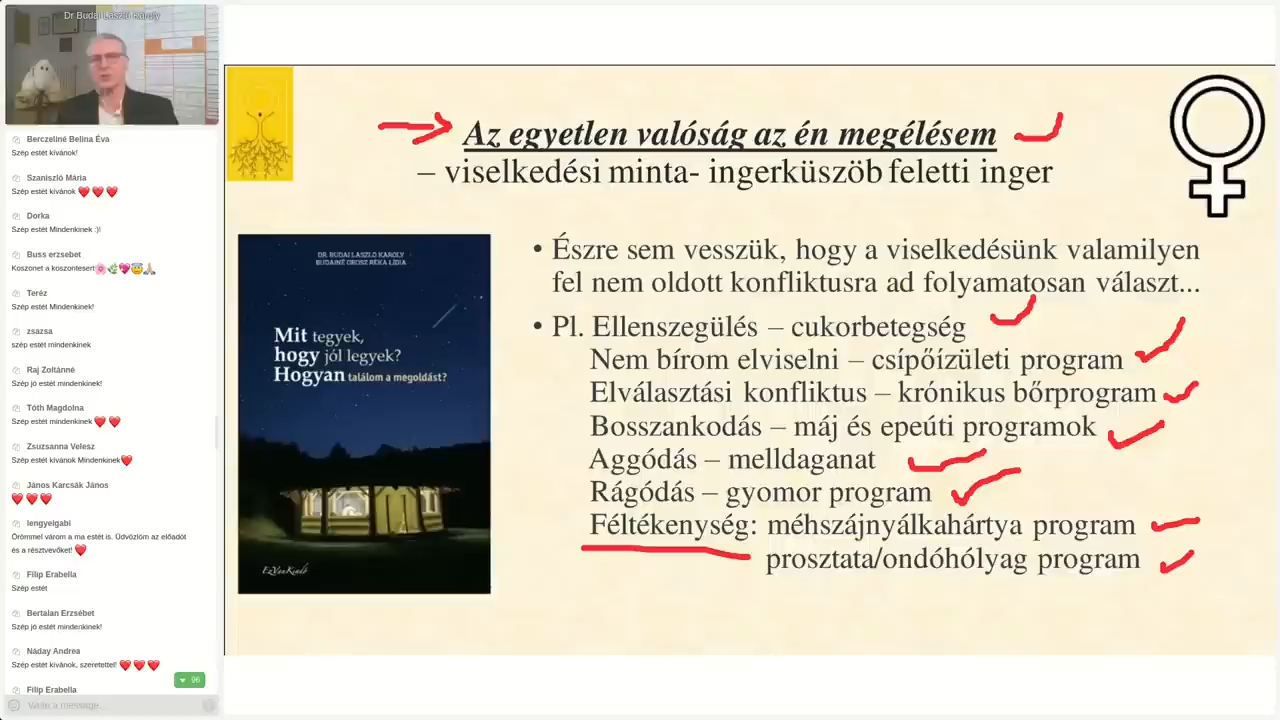 Dr Budai László Károly
Berczeliné Belina Éva
Szép estét kívánok!
Szaniszló Mária
Szép estét kívánok
Dorka
Szép estét Mindenkinek :)!
Buss erzsebet
Koszonet a koszontesert
Teréz
Szép estét Mindenkinek!
zsazsa
szép estét mindenkinek
Raj Zoltánné
Szép jó estét mindenkinek!
Tóth Magdolna
Szép estét mindenkinek
Zsuzsanna Velesz
Szép estét kívánok Mindenkinek
János Karcsák János
lengyelgabi
Örömmel várom a ma estét is. Üdvözlöm az előadót
és a résztvevőket!
Filip Erabella
Szép estét
Bertalan Erzsébet
Szép jó estét mindenkinek!
Náday Andrea
Szép estét kívánok, szeretettel!
96
Filip Erabella
Write a message...
Az egyetlen valóság az én megélésem
– viselkedési minta- ingerküszöb feletti inger
DR. BUDAI LÁSZLÓ KÁROLY
BUDAINÉ OROSZ RÉKA LÍDIA
Mit tegyek,
hogy jól legyek?
Hogyan találom a megoldást?
EzVanKiadó
• Észre sem vesszük, hogy a viselkedésünk valamilyen
fel nem oldott konfliktusra ad folyamatosan választ...
• Pl. Ellenszegülés – cukorbetegség
Nem bírom elviselni – csípőízületi program
Elválasztási konfliktus – krónikus bőrprogram
Bosszankodás – máj és epeúti programok
Aggódás – melldaganat
Rágódás – gyomor program
Féltékenység: méhszájnyálkahártya program
prosztata/ondóhólyag program